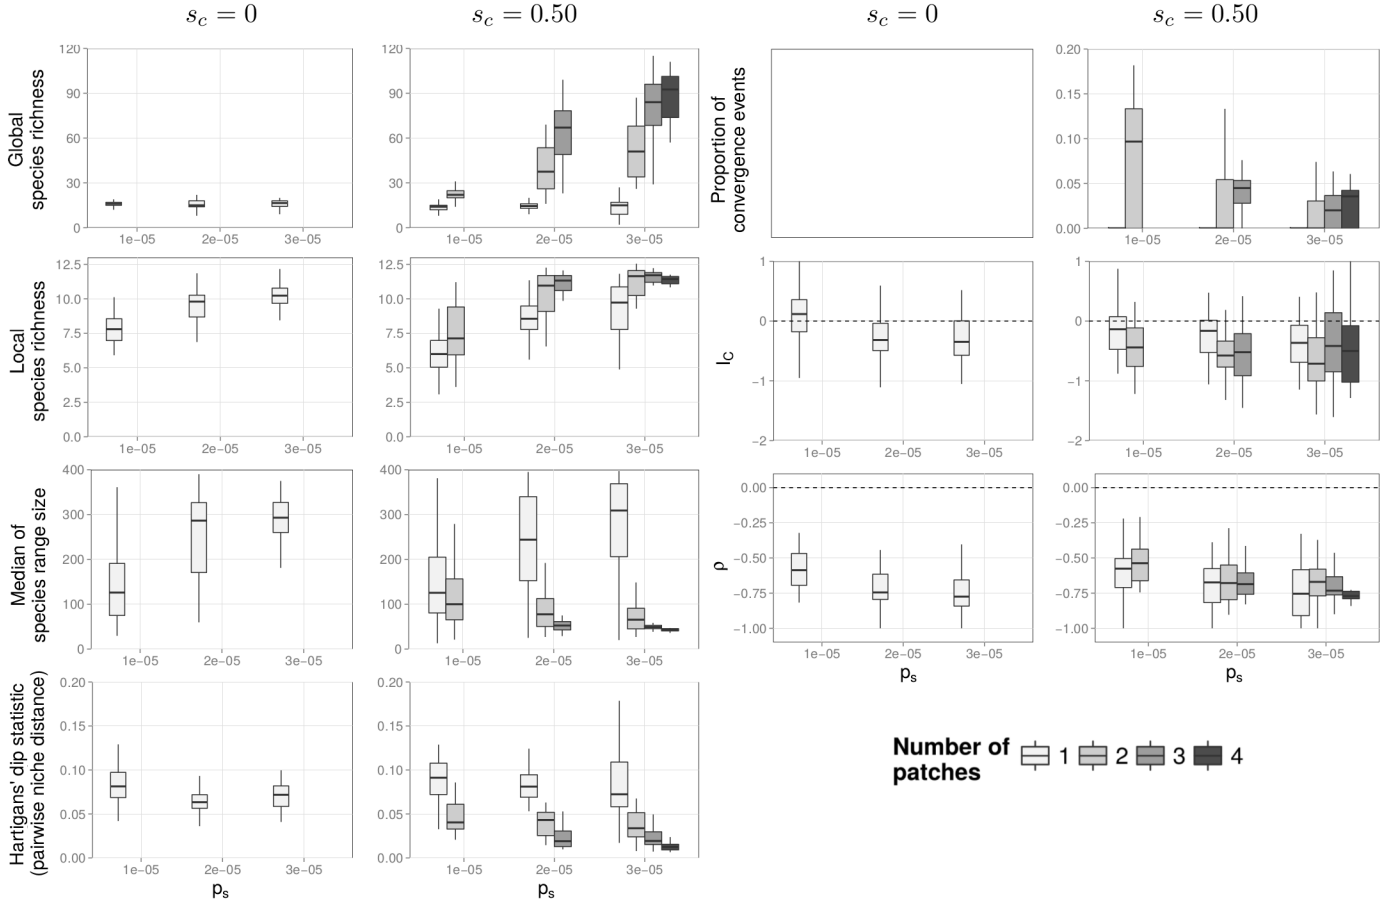 s_c = 0
s_c = 0.50
s_c = 0
s_c = 0.50
Global
species richness
120
90
60
30
0
1e−05
2e−05
3e−05
120
90
60
30
0
1e−05
2e−05
3e−05
Proportion of
convergence events
0.20
0.15
0.10
0.05
0.00
1e−05
2e−05
3e−05
Local
species richness
12.5
10.0
7.5
5.0
2.5
0.0
1e−05
2e−05
3e−05
12.5
10.0
7.5
5.0
2.5
0.0
1e−05
2e−05
3e−05
I_C
1
0
−1
−2
1e−05
2e−05
3e−05
1
0
−1
−2
1e−05
2e−05
3e−05
Median of
species range size
400
300
200
100
0
1e−05
2e−05
3e−05
400
300
200
100
0
1e−05
2e−05
3e−05
ρ
0.00
−0.25
−0.50
−0.75
−1.00
1e−05
2e−05
3e−05
p_s
0.00
−0.25
−0.50
−0.75
−1.00
1e−05
2e−05
3e−05
p_s
Hartigans' dip statistic
(pairwise niche distance)
0.20
0.15
0.10
0.05
0.00
1e−05
2e−05
3e−05
p_s
0.20
0.15
0.10
0.05
0.00
1e−05
2e−05
3e−05
p_s
Number of
patches
1
2
3
4